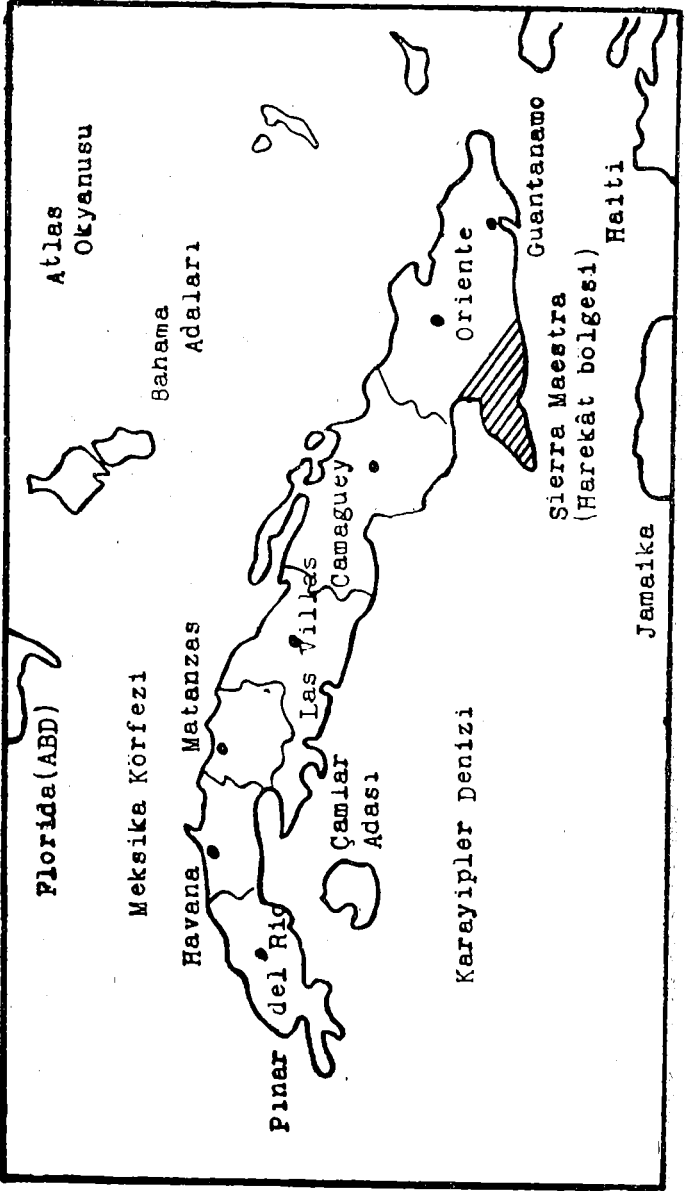 Florida(ABD)
Atlas
Okyanusu
Meksika Körfezi
Bahama
Adaları
Havana
Matanzas
Pınar del Rio
Las Villas
Camaguey
Oriente
Çamlar
Adası
Guantanamo
Karayipler Denizi
Sierra Maestra
(Harekât bölgesi)
Haiti
Jamaika